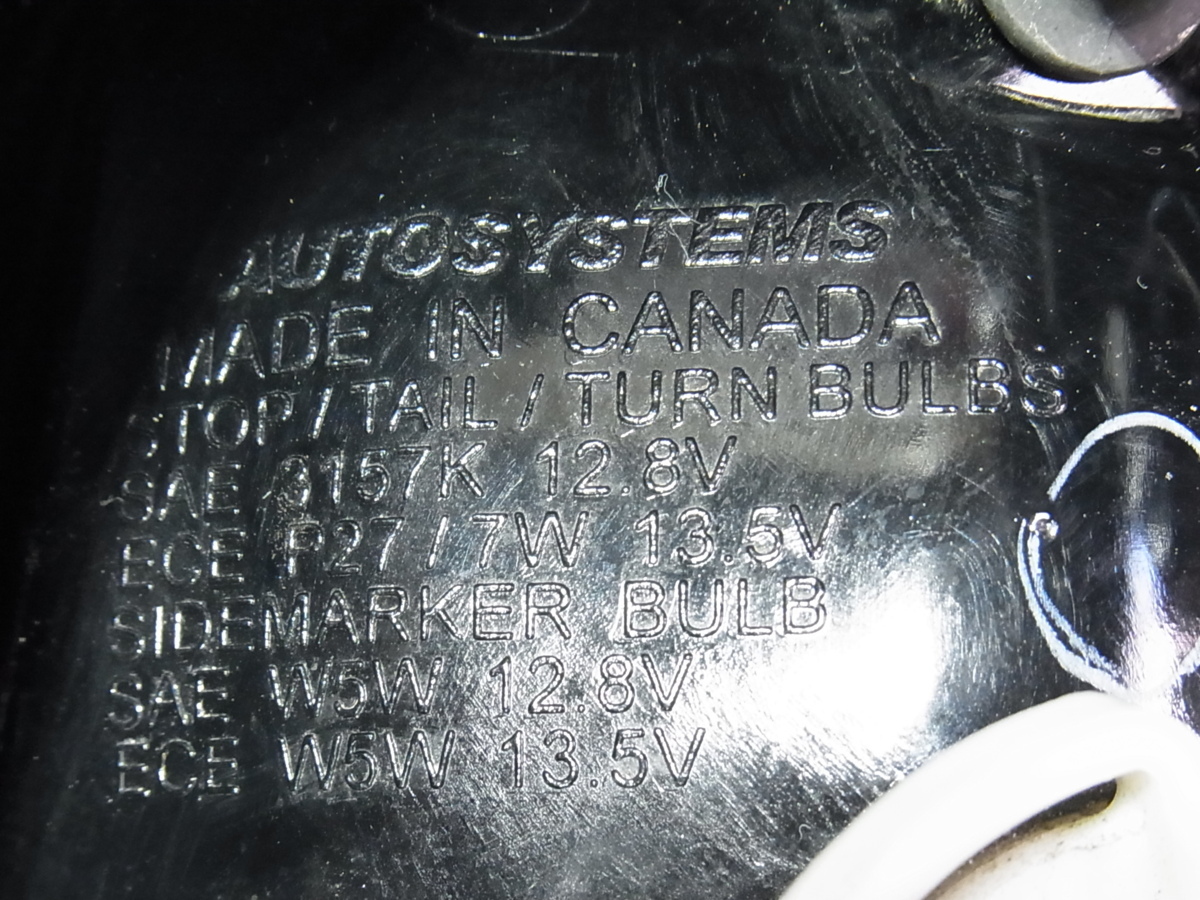 AUTOSYSTEMS
MADE IN CANADA
STOP / TAIL / TURN BULBS
SAE 3157K 12.8V
ECE P27 / 7W 13.5V
SIDEMARKER BULB
SAE W5W 12.8V
ECE W5W 13.5V